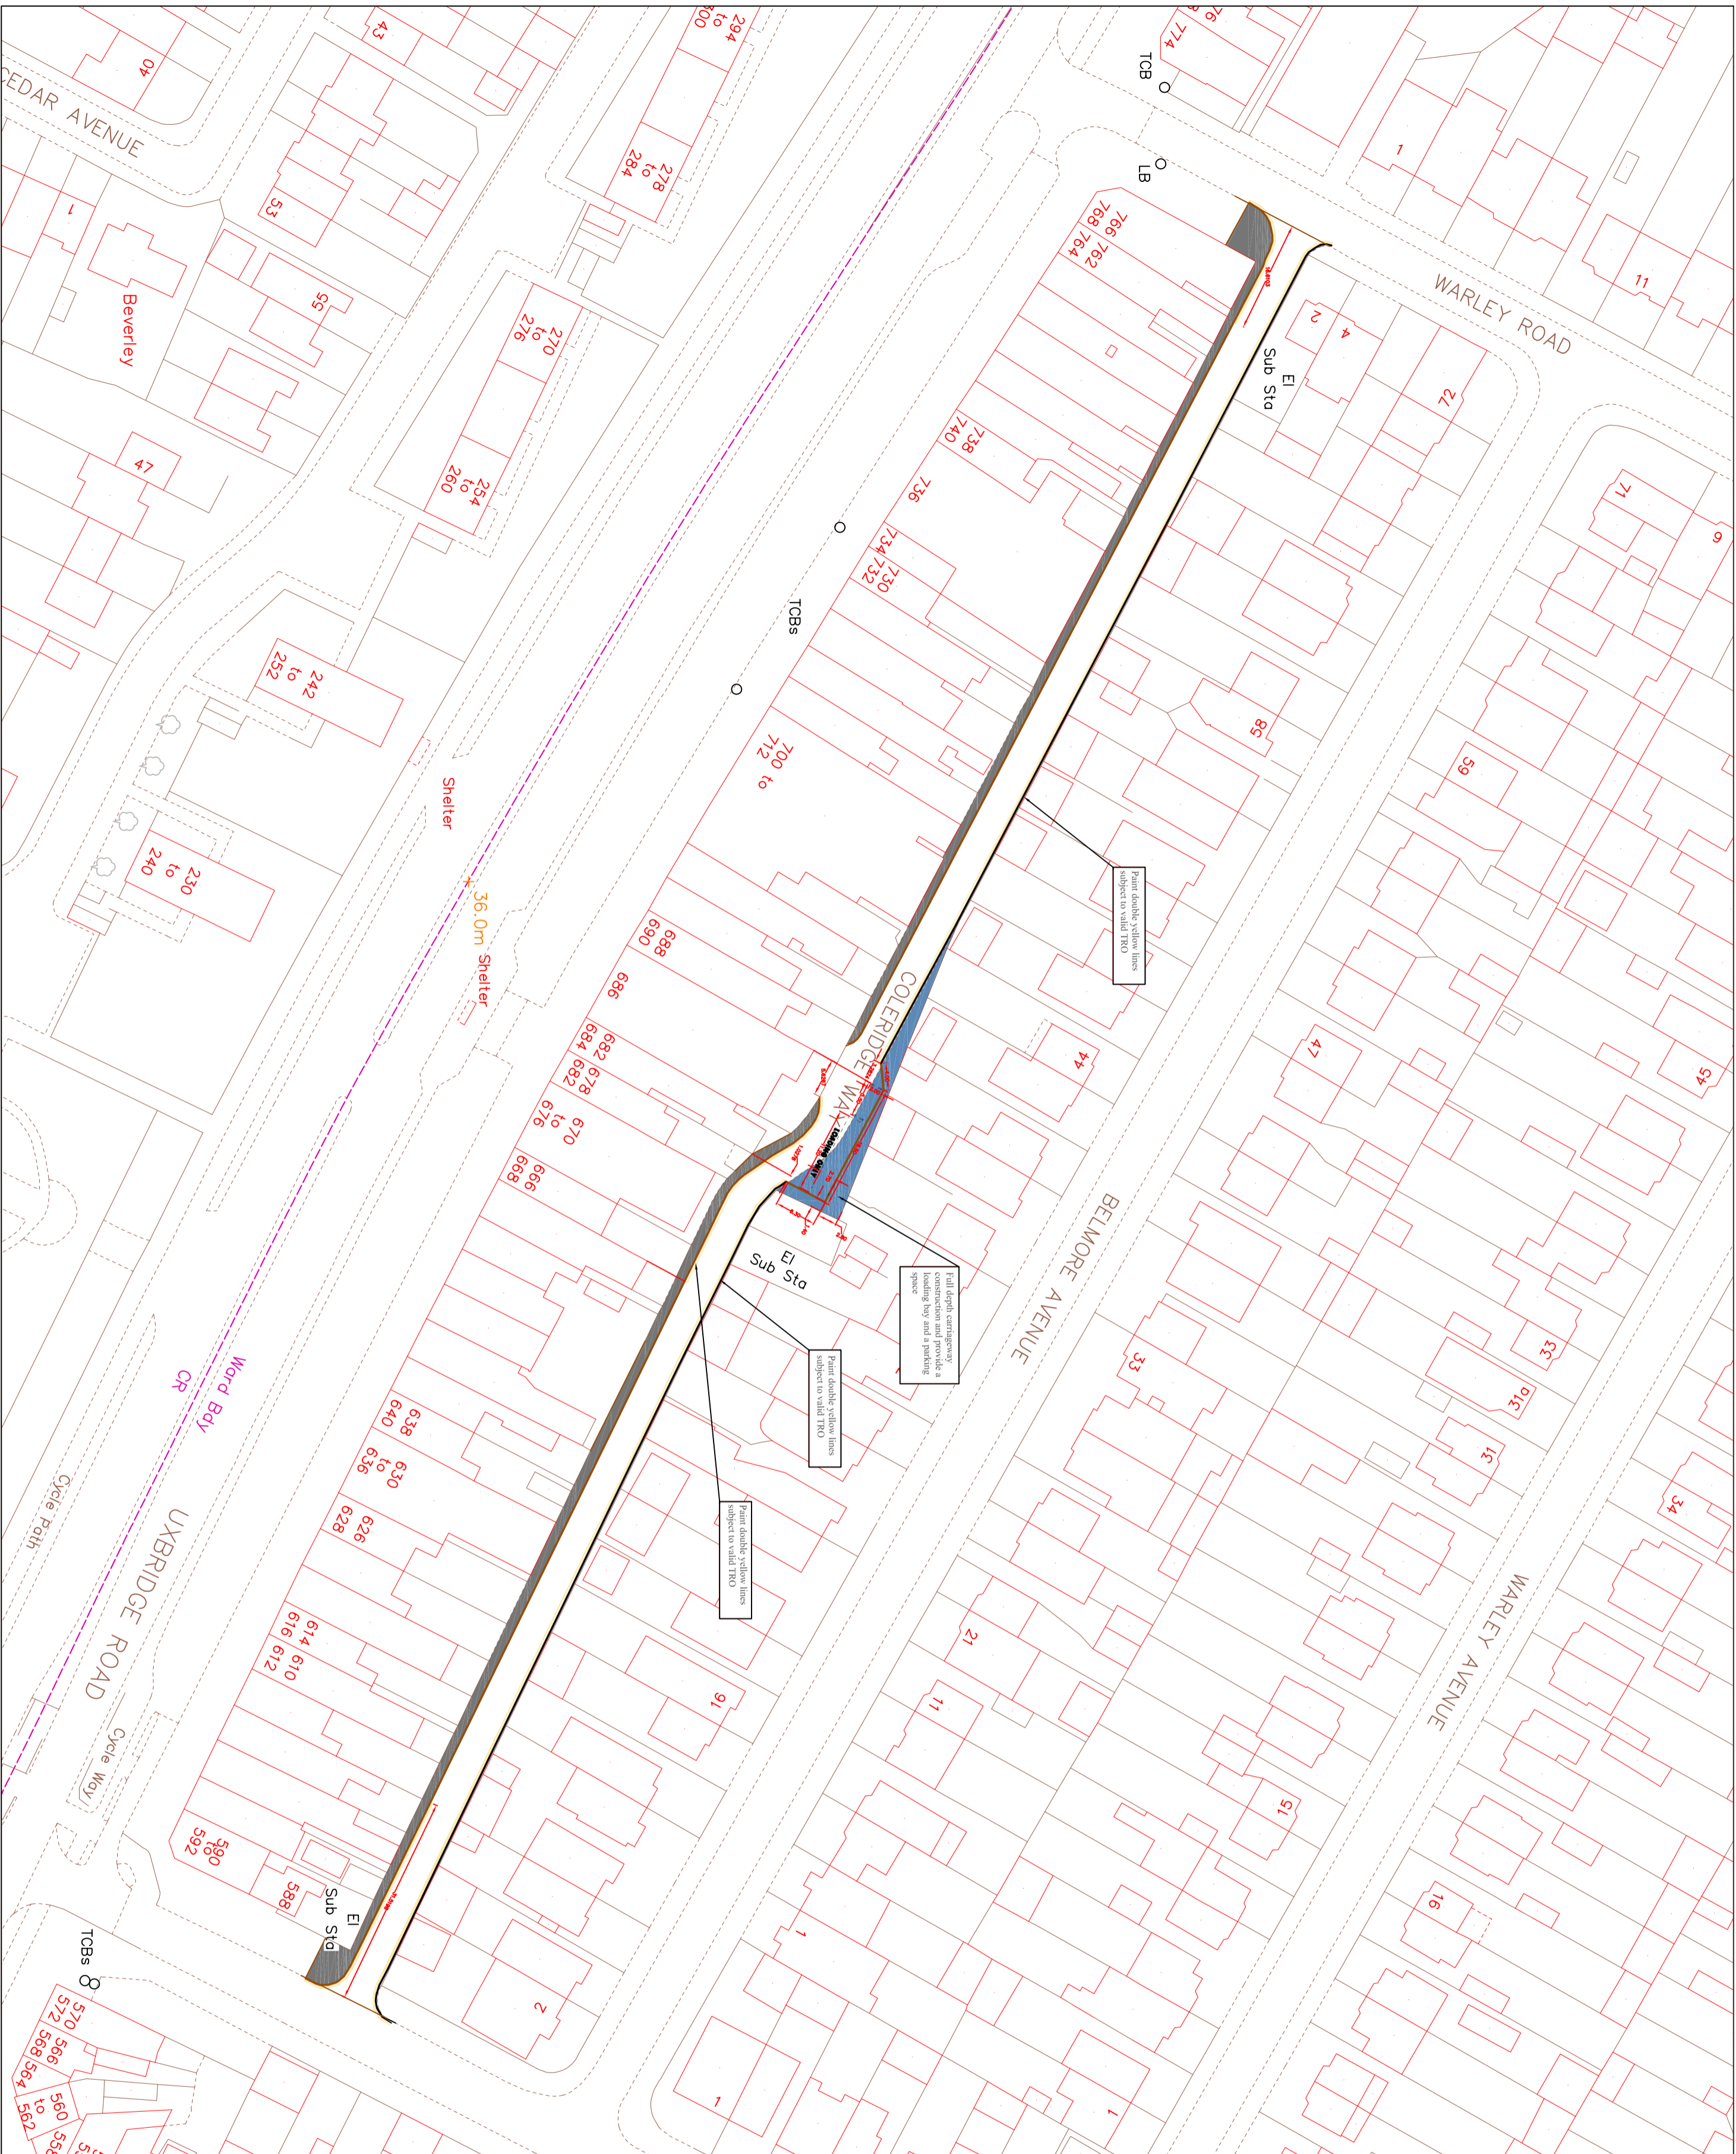 CEDAR AVENUE
40
43
53
1
Beverley
55
47
294
to
300
278
to
284
270
to
276
254
to
260
242
to
252
230
to
240
Shelter
36.0m
Shelter
TCB
LB
TCBs
774
76
1
11
WARLEY ROAD
2
4
72
El
Sub Sta
71
9
766
768
762
764
738
740
736
734
730
732
700 to
712
688
690
686
682
684
678
682
670
to
676
666
668
58
59
44
47
45
Paint double yellow lines
subject to valid TRO
COLERIDGE WAY
LOADING ONLY
Full depth carriageway
construction and provide a
loading bay and a parking
space
El
Sub Sta
Paint double yellow lines
subject to valid TRO
Paint double yellow lines
subject to valid TRO
BELMORE AVENUE
33
33
31a
31
34
WARLEY AVENUE
21
11
15
16
16
1
2
1
1
638
640
630
to
636
626
628
614
616
610
612
590
to
592
588
El
Sub Sta
TCBs
570
572
566
568
564
560
to
562
Ward Bdy
CR
UXBRIDGE ROAD
Cycle Path
Cycle Way